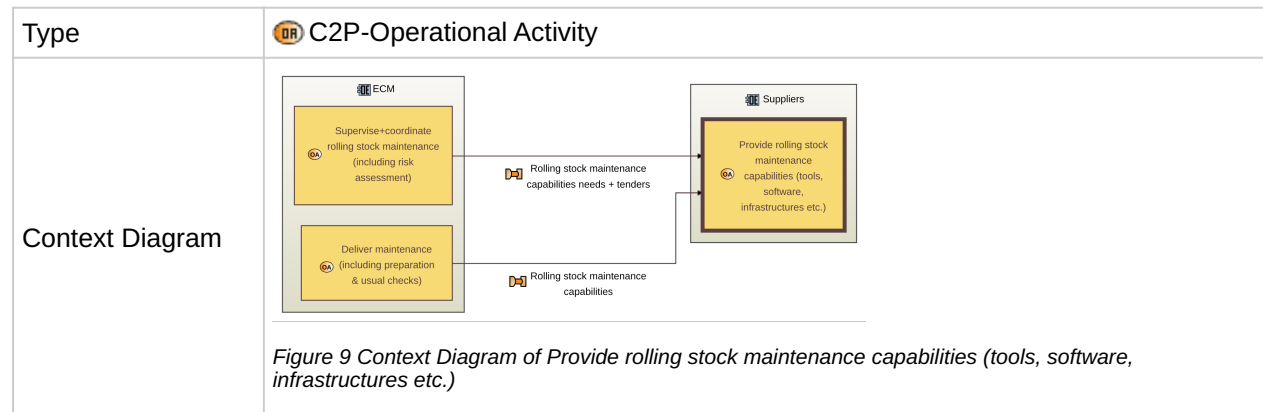 Type
OA C2P-Operational Activity
Context Diagram
OE ECM
OE Suppliers
Supervise+coordinate
rolling stock maintenance
(including risk
assessment)
OA
Provide rolling stock
maintenance
capabilities (tools,
software,
infrastructures etc.)
OA
Rolling stock maintenance
capabilities needs + tenders
Deliver maintenance
(including preparation
& usual checks)
OA
Rolling stock maintenance
capabilities
Figure 9 Context Diagram of Provide rolling stock maintenance capabilities (tools, software,
infrastructures etc.)